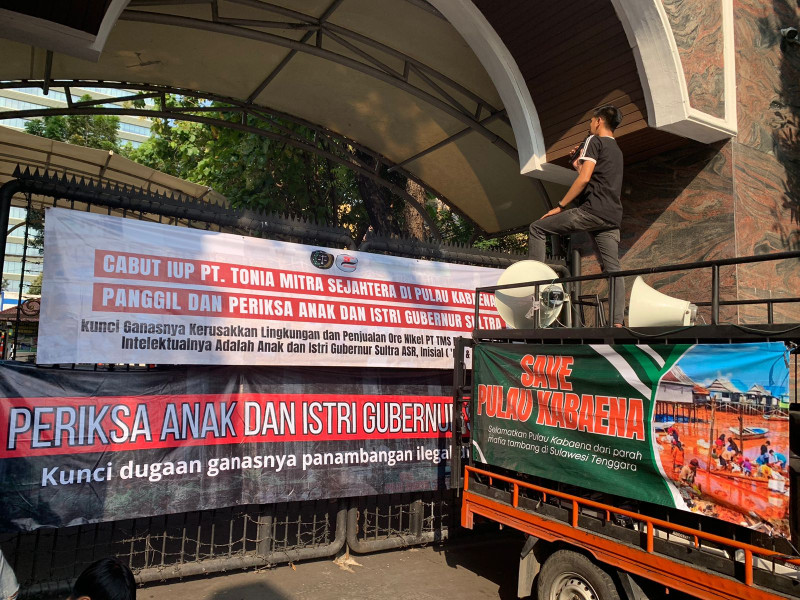 CABUT IUP PT. TONIA MITRA SEJAHTERA DI PULAU KABAENA
PANGGIL DAN PERIKSA ANAK DAN ISTRI GUBERNUR SULTRA
kunci Ganasnya Kerusakkan Lingkungan dan Penjualan Ore Nikel PT TMS
Intelektualnya Adalah Anak dan Istri Gubernur Sultra ASR, Inisial (
PERIKSA ANAK DAN ISTRI GUBERNUR
Kunci dugaan ganasnya panambangan ilegal
SAVE
PULAU KABAENA
Selamatkan Pulau Kabaena dari parah
mafia tambang di Sulawesi Tenggara